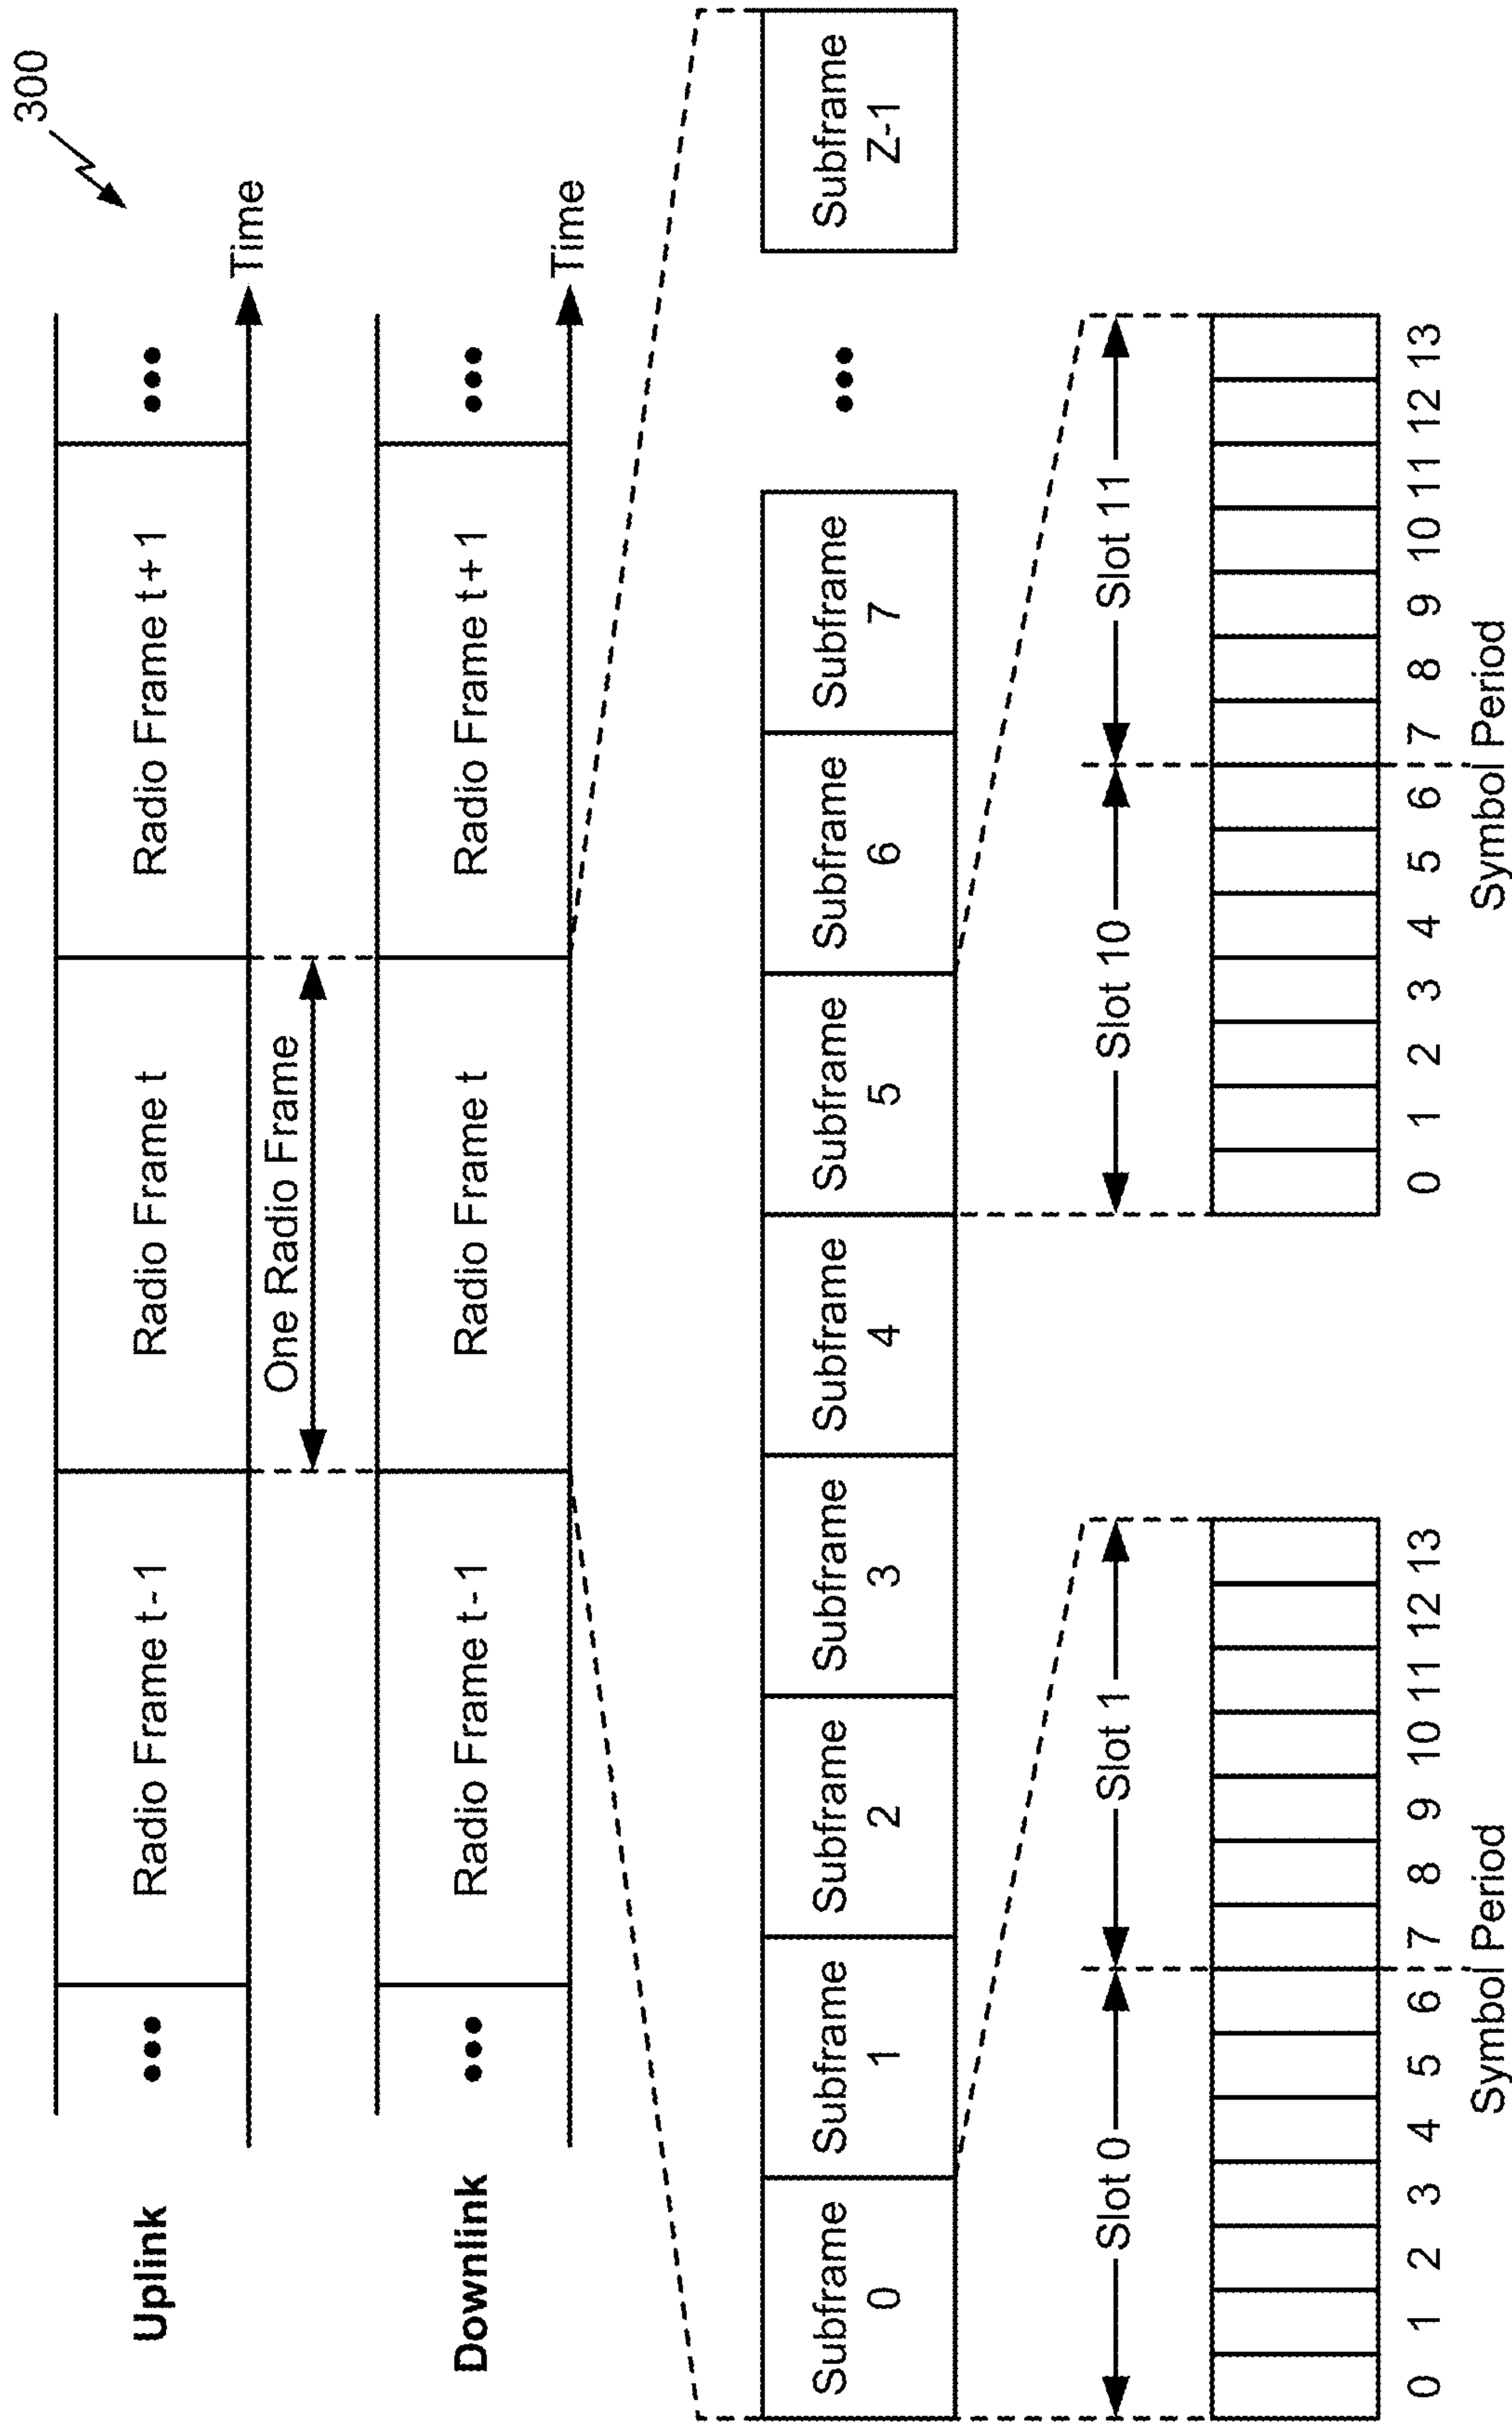 300
Uplink
••• Radio Frame t-1 Radio Frame t Radio Frame t+1 •••
Time
One Radio Frame
Downlink
••• Radio Frame t-1 Radio Frame t Radio Frame t+1 •••
Time
Subframe 0
Subframe 1
Subframe 2
Subframe 3
Subframe 4
Subframe 5
Subframe 6
Subframe 7
•••
Subframe Z-1
Slot 0 Slot 1
0 1 2 3 4 5 6 7 8 9 10 11 12 13
Symbol Period
Slot 10 Slot 11
0 1 2 3 4 5 6 7 8 9 10 11 12 13
Symbol Period